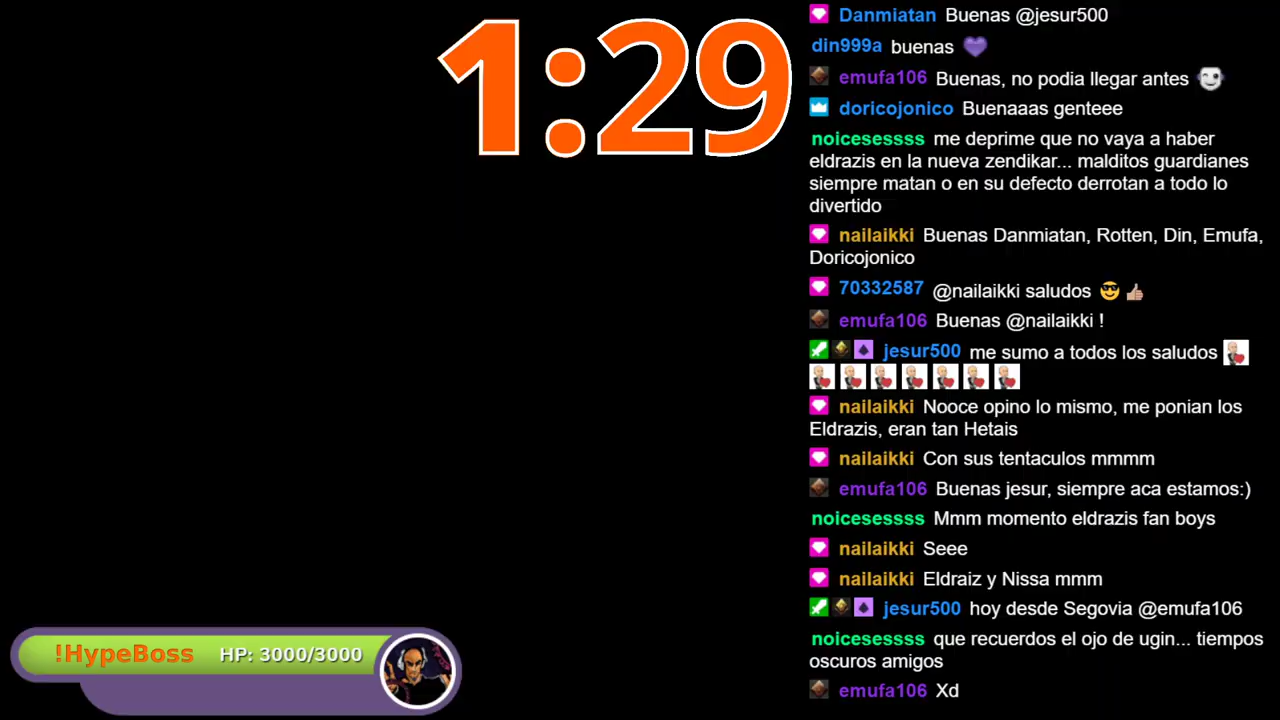 1:29
Danmiatan Buenas @jesur500
din999a buenas
emufa106 Buenas, no podia llegar antes
doricojonico Buenaaas genteee
noicesessss me deprime que no vaya a haber
eldrazis en la nueva zendikar... malditos guardianes
siempre matan o en su defecto derrotan a todo lo
divertido
nailaikki Buenas Danmiatan, Rotten, Din, Emufa,
Doricojonico
70332587 @nailaikki saludos
emufa106 Buenas @nailaikki !
jesur500 me sumo a todos los saludos
nailaikki Nooce opino lo mismo, me ponian los
Eldrazis, eran tan Hetais
nailaikki Con sus tentaculos mmmm
emufa106 Buenas jesur, siempre aca estamos:)
noicesessss Mmm momento eldrazis fan boys
nailaikki Seee
nailaikki Eldraiz y Nissa mmm
jesur500 hoy desde Segovia @emufa106
noicesessss que recuerdos el ojo de ugin... tiempos
oscuros amigos
emufa106 Xd
!HypeBoss HP: 3000/3000